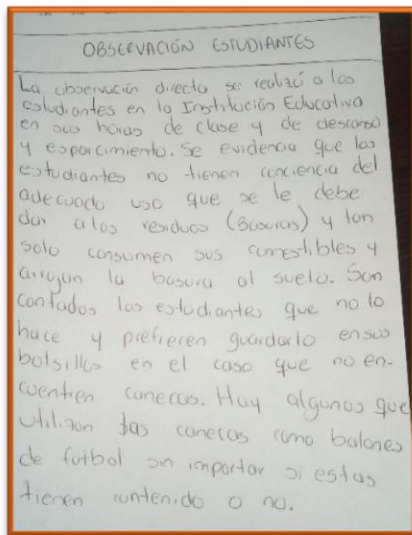 OBSERVACIÓN ESTUDIANTES
La observación directa se realizó a los
estudiantes en la Institución Educativa
en sus horas de clase y de descanso
y esparcimiento. Se evidencia que los
estudiantes no tienen conciencia del
adecuado uso que se le debe
dar a los residuos (basuras) y tan
solo consumen sus comestibles y
arrojan la basura al suelo. Son
contados los estudiantes que no lo
hace y prefieren guardarlo en sus
bolsillos en el caso que no en-
cuentren canecas. Hay algunos que
utilizan las canecas como balones
de futbol sin importar si estas
tienen contenido o no.